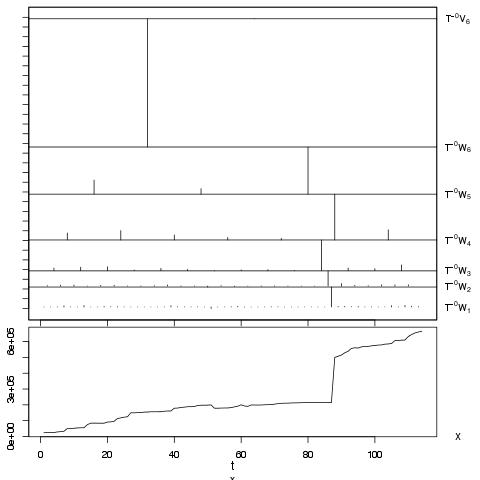 T⁻⁰V₆
T⁻⁰W₆
T⁻⁰W₅
T⁻⁰W₄
T⁻⁰W₃
T⁻⁰W₂
T⁻⁰W₁
6e+05
3e+05
0e+00
X
0 20 40 60 80 100
t
x